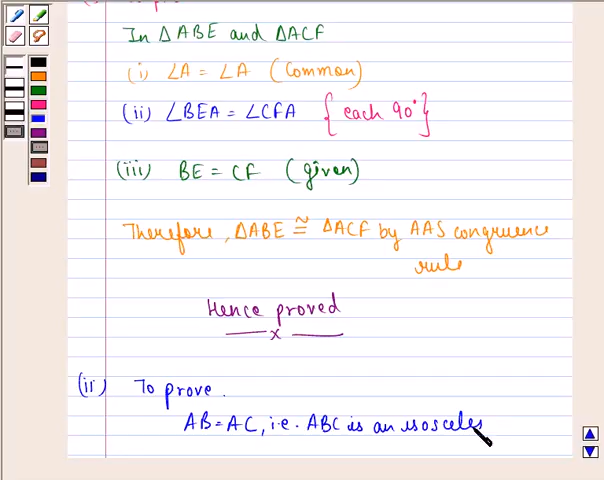 In ΔABE and ΔACF
(i) ∠A = ∠A (Common)
(ii) ∠BEA = ∠CFA {each 90°}
(iii) BE = CF (given)
Therefore, ΔABE ≅ ΔACF by AAS congruence
rule
Hence proved
x
(ii) To prove.
AB = AC, i.e. ABC is an isosceles